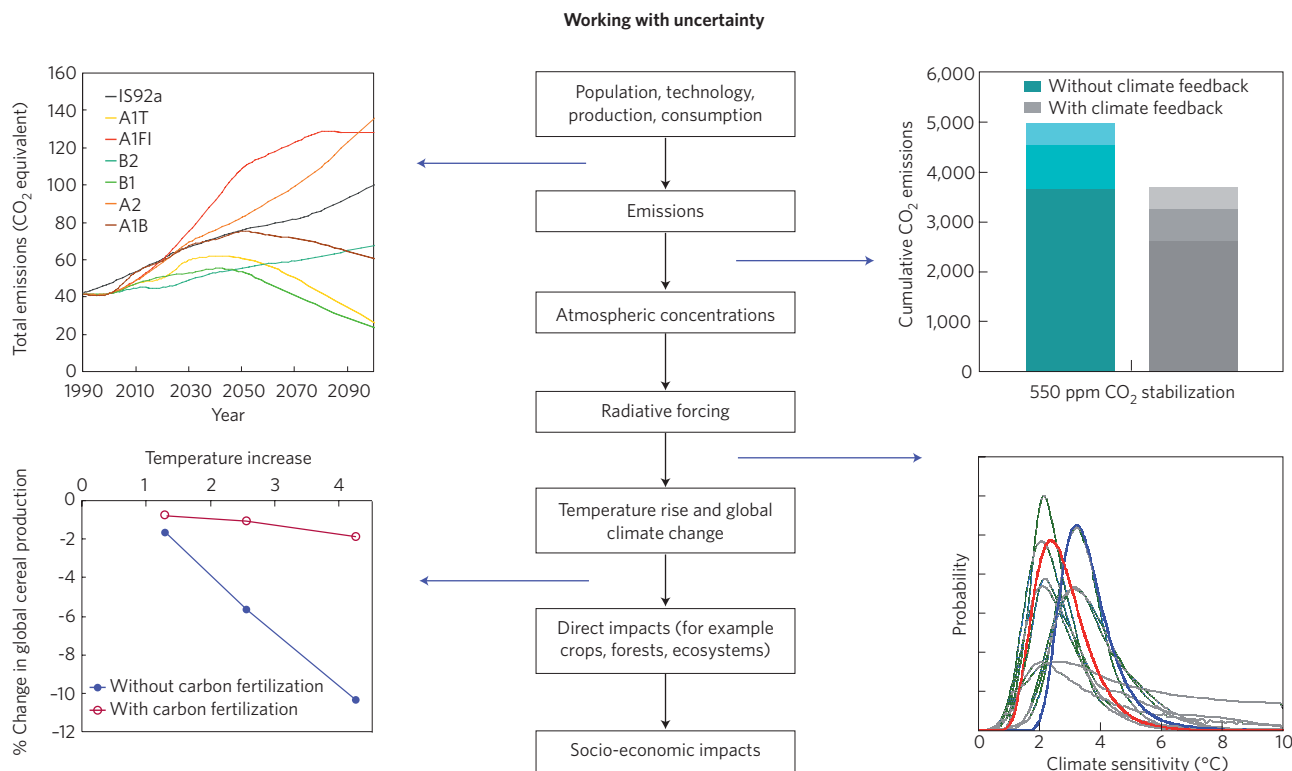 Working with uncertainty
Total emissions (CO₂ equivalent)
160
140
120
100
80
60
40
20
0
IS92a
A1T
A1FI
B2
B1
A2
A1B
1990 2010 2030 2050 2070 2090
Year
Population, technology,
production, consumption
Emissions
Atmospheric concentrations
Radiative forcing
Temperature rise and global
climate change
Direct impacts (for example
crops, forests, ecosystems)
Socio-economic impacts
Cumulative CO₂ emissions
6,000
5,000
4,000
3,000
2,000
1,000
0
Without climate feedback
With climate feedback
550 ppm CO₂ stabilization
Temperature increase
0 1 2 3 4
% Change in global cereal production
0
-2
-4
-6
-8
-10
-12
Without carbon fertilization
With carbon fertilization
Probability
0 2 4 6 8 10
Climate sensitivity (°C)